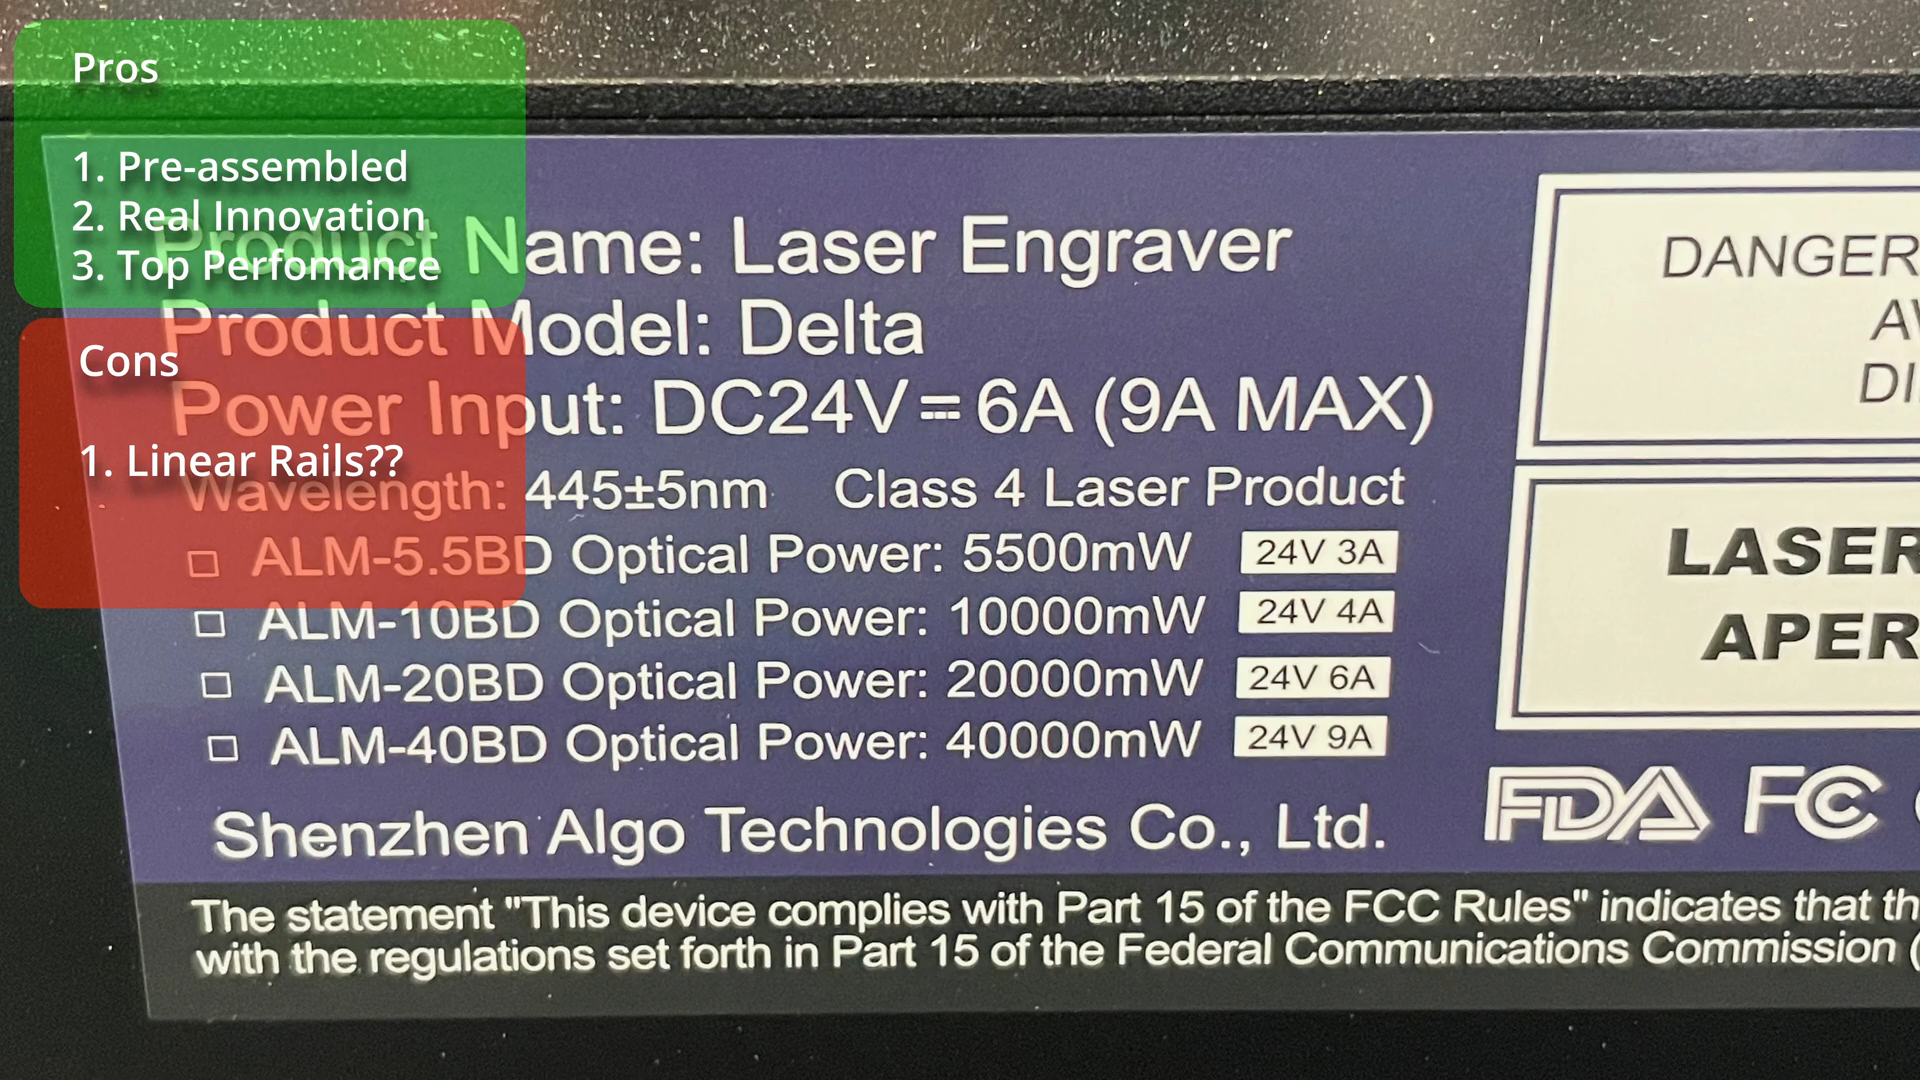 Pros
1. Pre-assembled
2. Real Innovation
3. Top Perfomance
Cons
1. Linear Rails??
Product Name: Laser Engraver
Product Model: Delta
Power Input: DC24V⎓6A (9A MAX)
Wavelength: 445±5nm Class 4 Laser Product
□ ALM-5.5BD Optical Power: 5500mW 24V 3A
□ ALM-10BD Optical Power: 10000mW 24V 4A
□ ALM-20BD Optical Power: 20000mW 24V 6A
□ ALM-40BD Optical Power: 40000mW 24V 9A
Shenzhen Algo Technologies Co., Ltd.
The statement "This device complies with Part 15 of the FCC Rules" indicates that th
with the regulations set forth in Part 15 of the Federal Communications Commission (
DANGER
AV
DI
LASER
APER
FDA FC